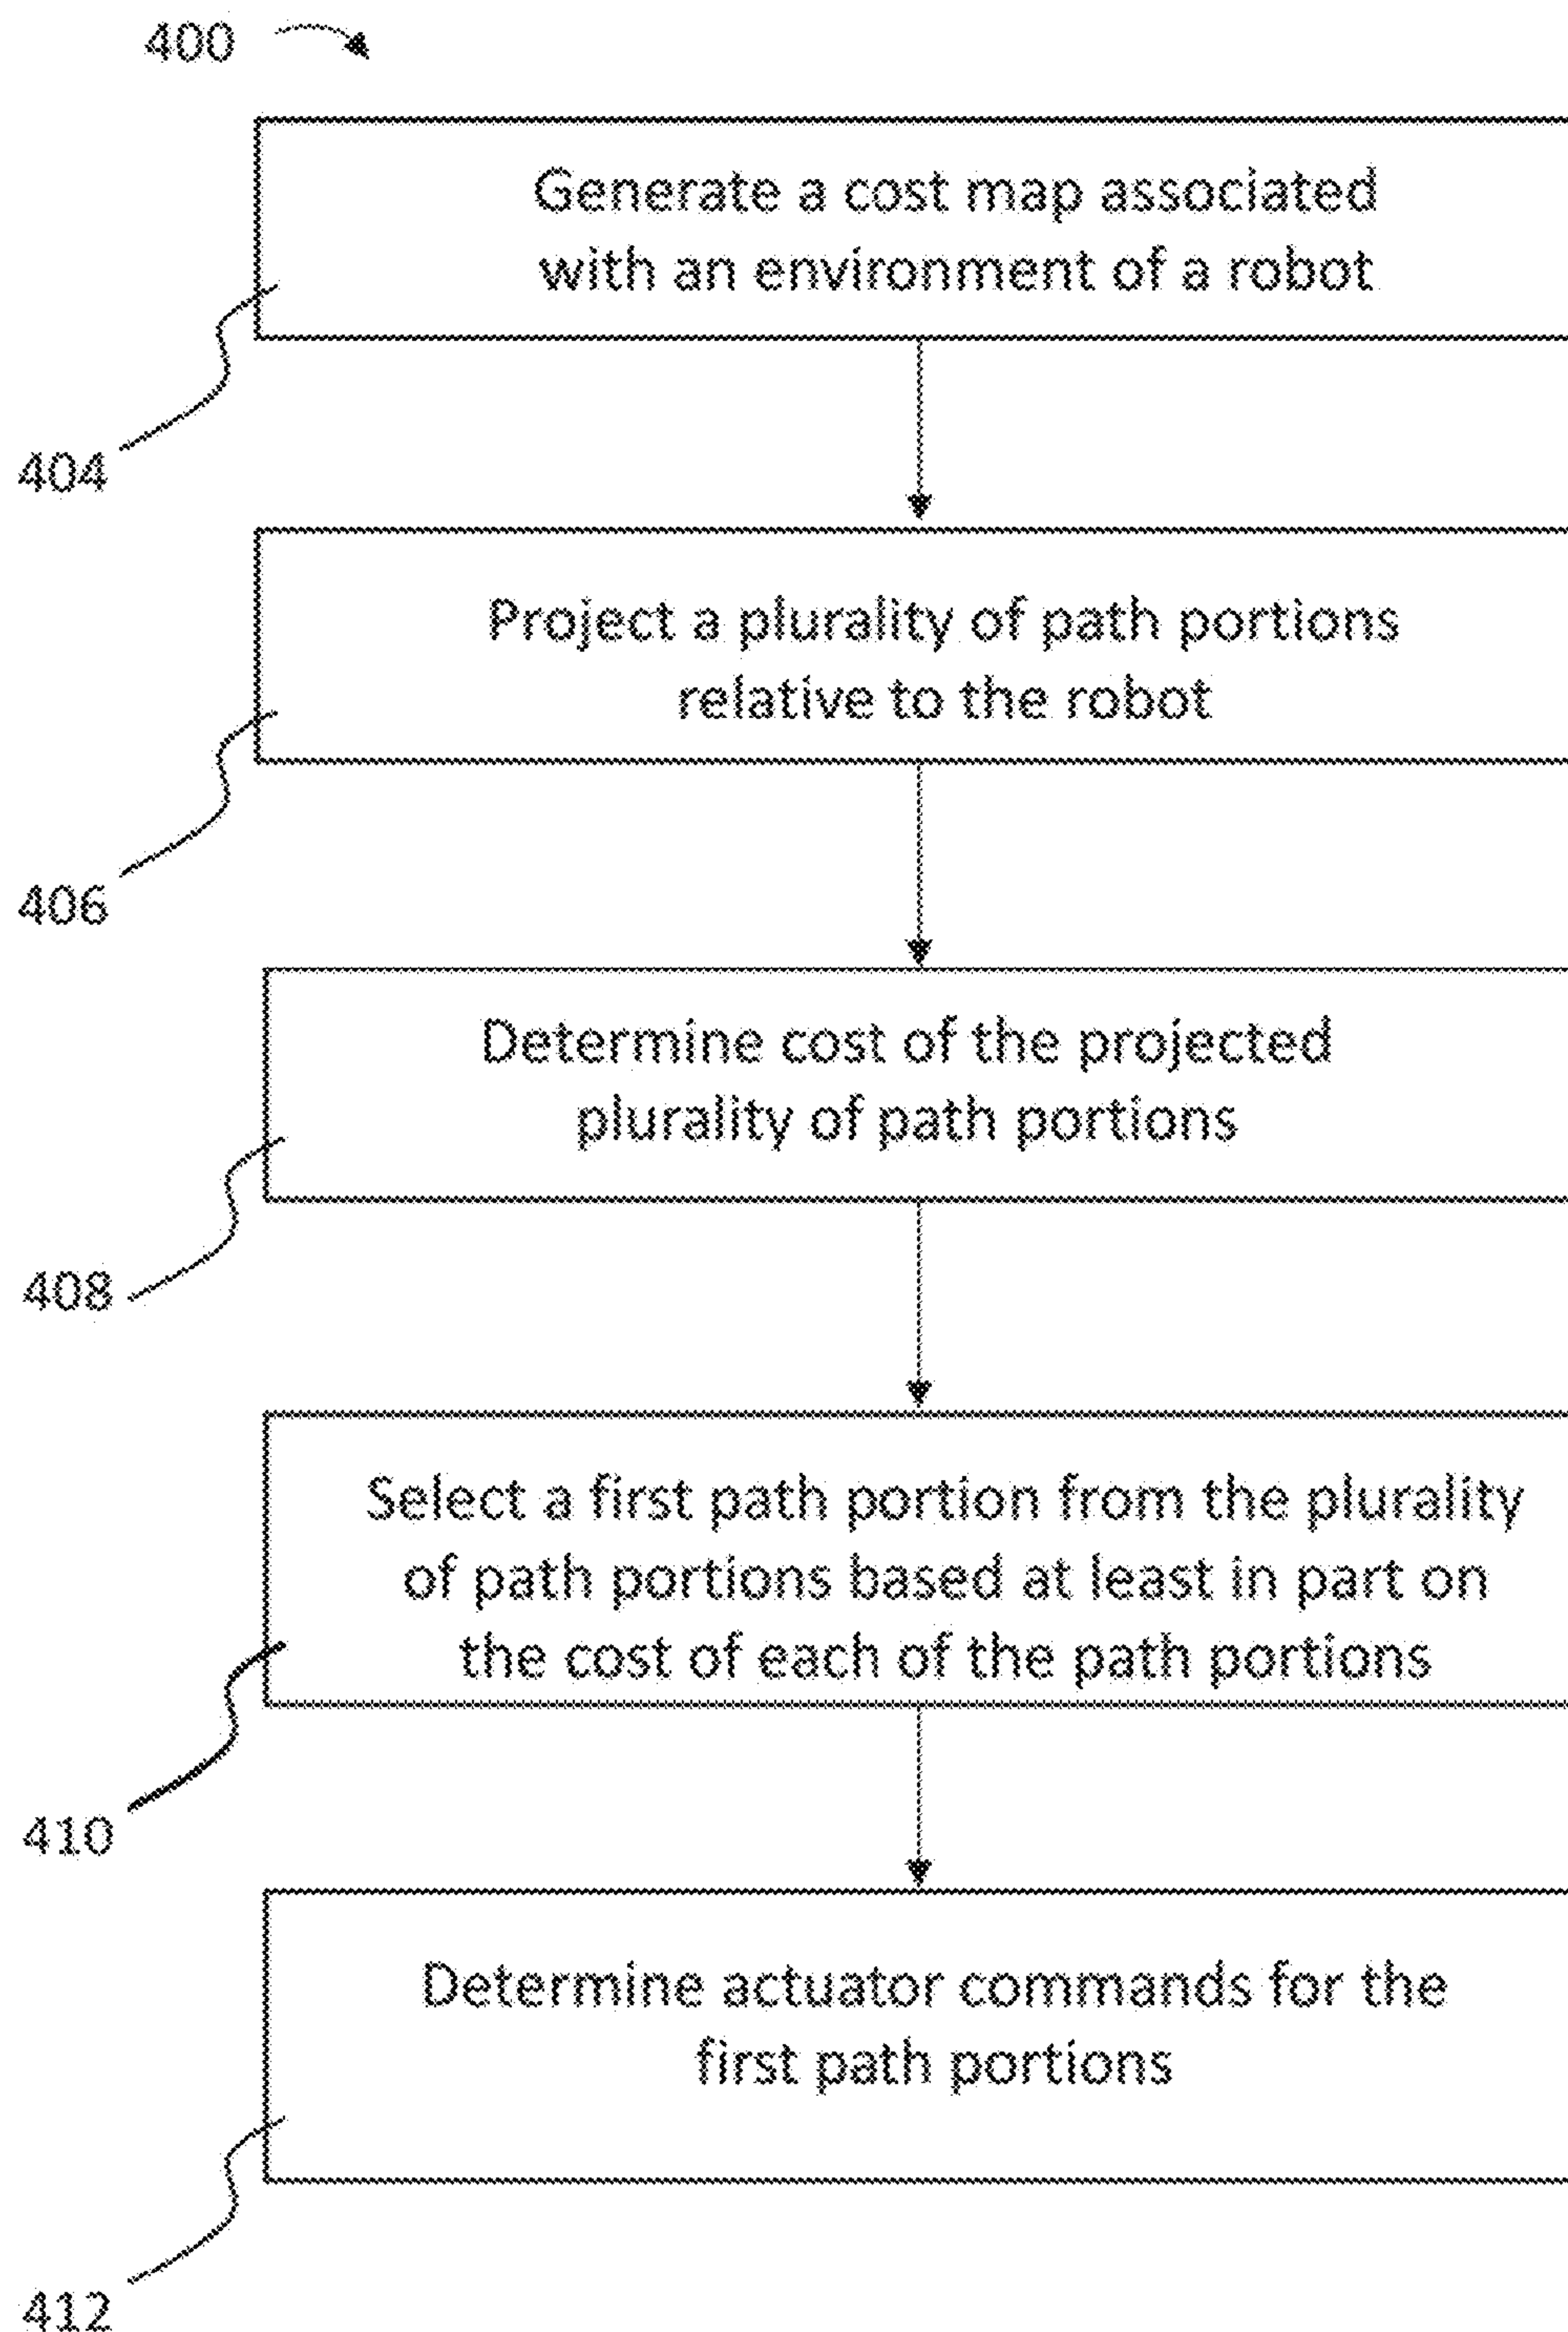 400
Generate a cost map associated
with an environment of a robot
404
Project a plurality of path portions
relative to the robot
406
Determine cost of the projected
plurality of path portions
408
Select a first path portion from the plurality
of path portions based at least in part on
the cost of each of the path portions
410
Determine actuator commands for the
first path portions
412